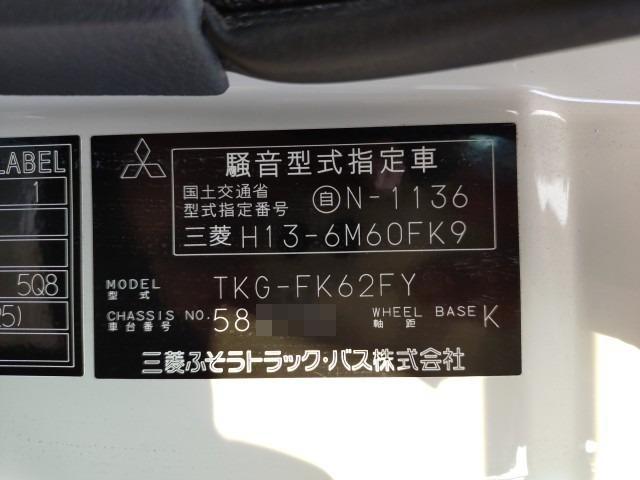 LABEL
1
5Q8
25)
騒音型式指定車
国土交通省
型式指定番号 自N-1136
三菱 H13-6M60FK9
MODEL
型式 TKG-FK62FY
CHASSIS NO.
車台番号 58
WHEEL BASE
軸距 K
三菱ふそうトラック・バス株式会社